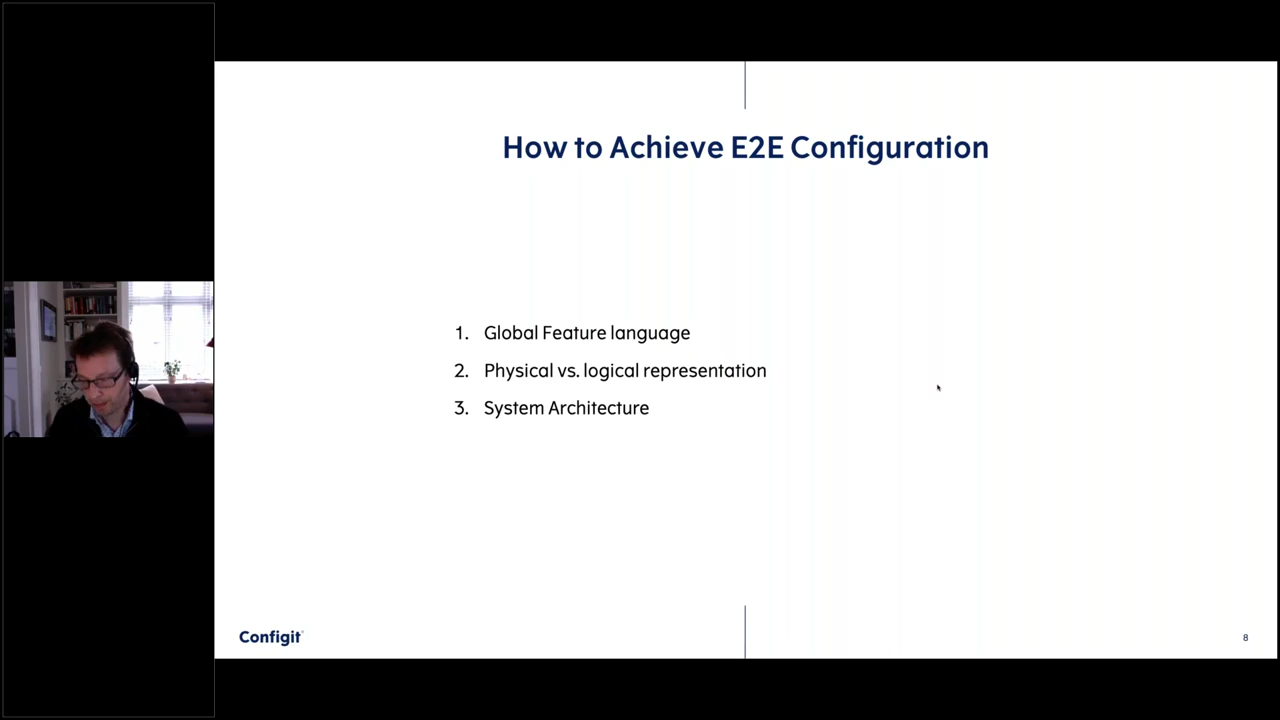 How to Achieve E2E Configuration
1. Global Feature language
2. Physical vs. logical representation
3. System Architecture
Configit
8